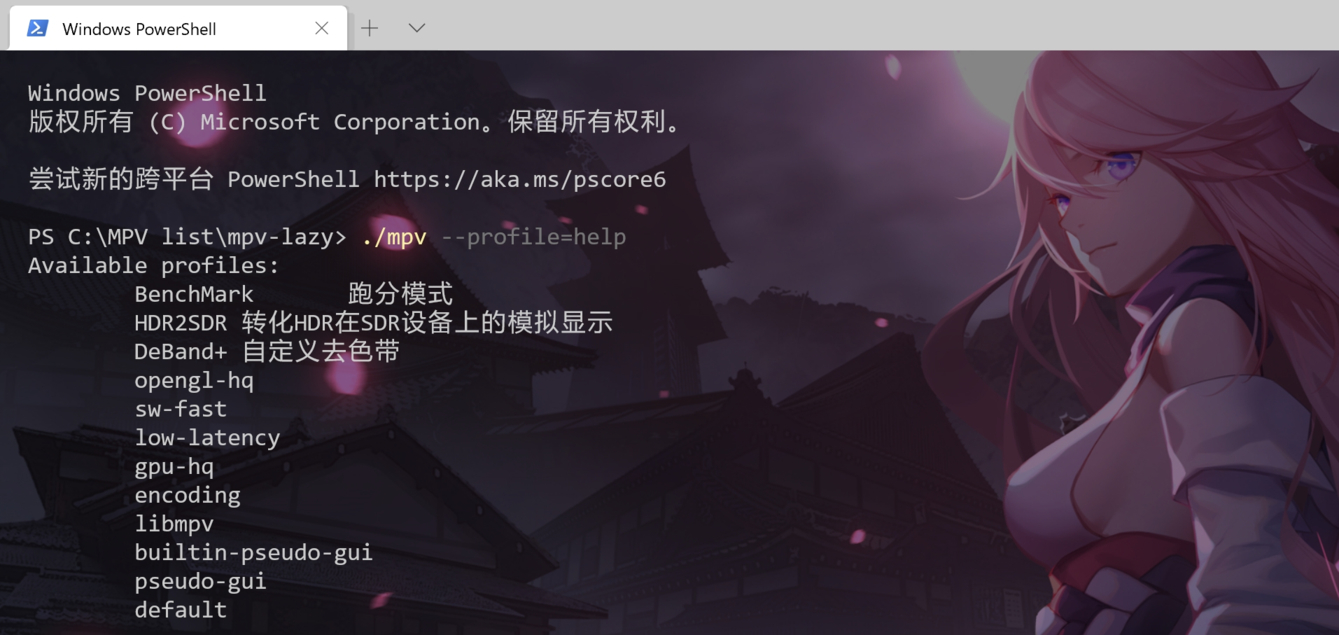 Windows PowerShell
Windows PowerShell
版权所有 (C) Microsoft Corporation。保留所有权利。
尝试新的跨平台 PowerShell https://aka.ms/pscore6
PS C:\MPV list\mpv-lazy> ./mpv --profile=help
Available profiles:
BenchMark 跑分模式
HDR2SDR 转化HDR在SDR设备上的模拟显示
DeBand+ 自定义去色带
opengl-hq
sw-fast
low-latency
gpu-hq
encoding
libmpv
builtin-pseudo-gui
pseudo-gui
default